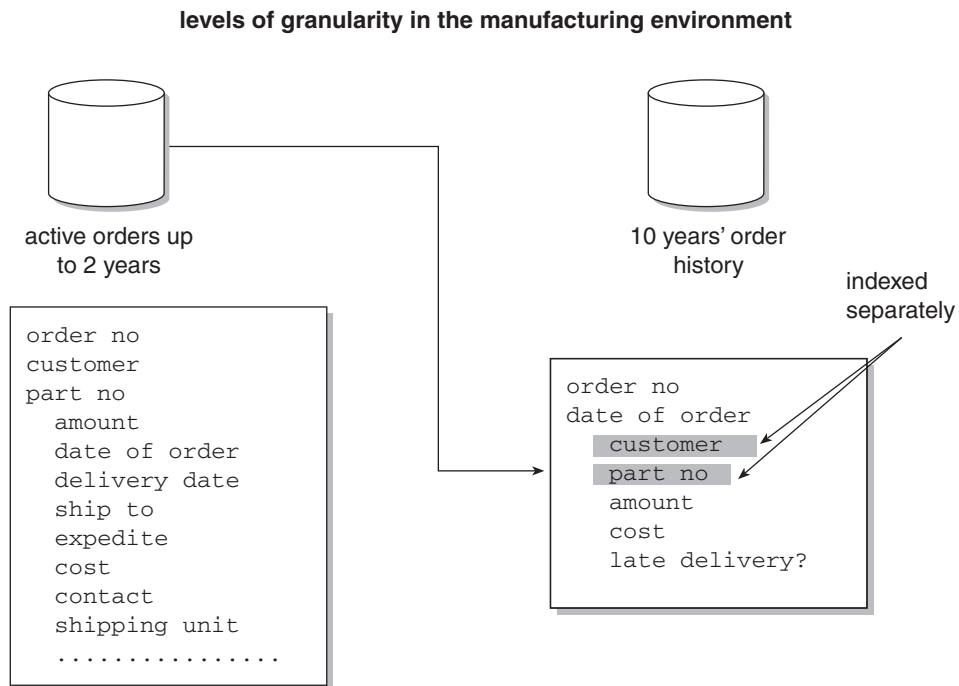 levels of granularity in the manufacturing environment
active orders up
to 2 years
10 years’ order
history
indexed
separately
order no
customer
part no
amount
date of order
delivery date
ship to
expedite
cost
contact
shipping unit
................
order no
date of order
customer
part no
amount
cost
late delivery?